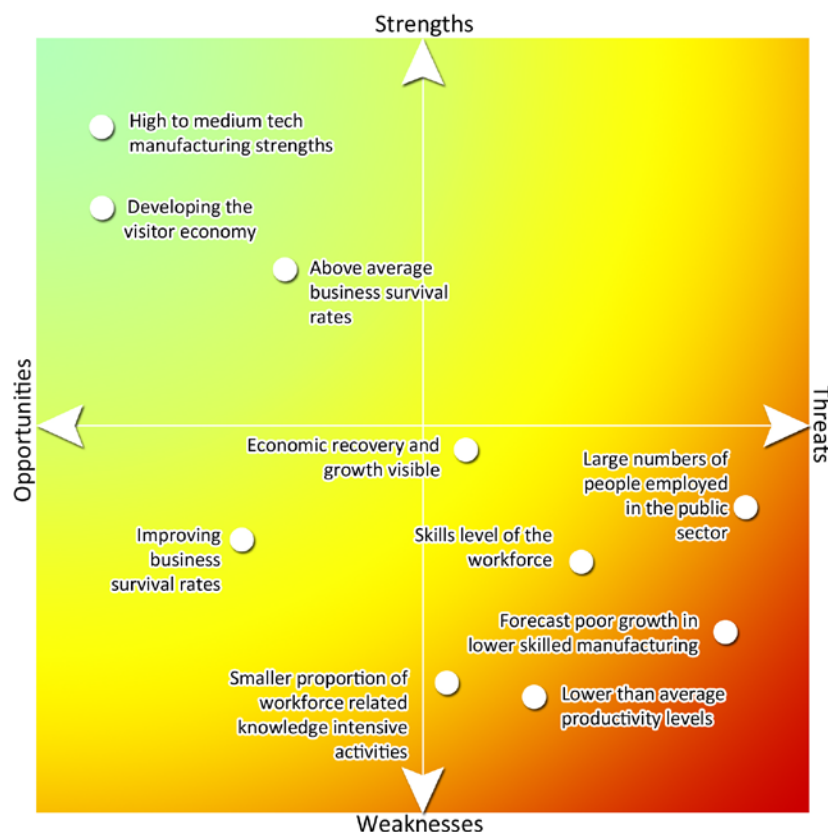 Strengths
High to medium tech
manufacturing strengths
Developing the
visitor economy
Above average
business survival
rates
Opportunities
Threats
Economic recovery and
growth visible
Large numbers of
people employed
in the public
sector
Improving
business
survival rates
Skills level of the
workforce
Forecast poor growth in
lower skilled manufacturing
Smaller proportion of
workforce related
knowledge intensive
activities
Lower than average
productivity levels
Weaknesses